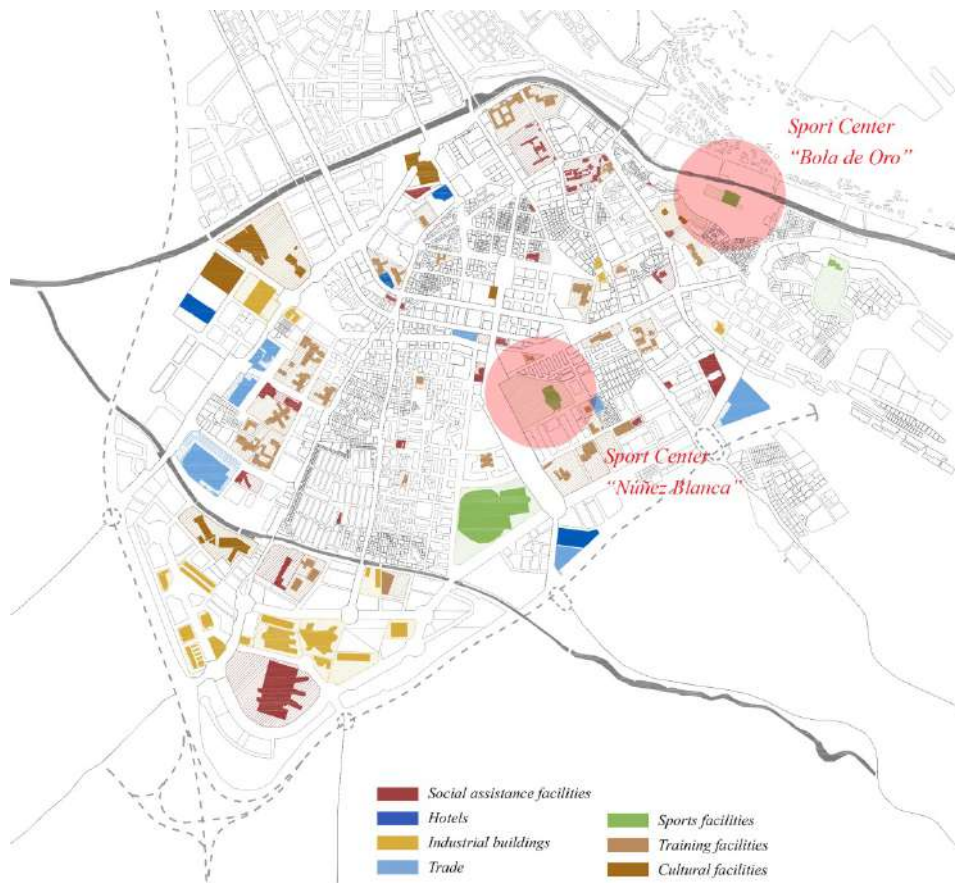 Sport Center
“Bola de Oro”
Sport Center
“Núñez Blanca”
Social assistance facilities
Hotels
Industrial buildings
Trade
Sports facilities
Training facilities
Cultural facilities